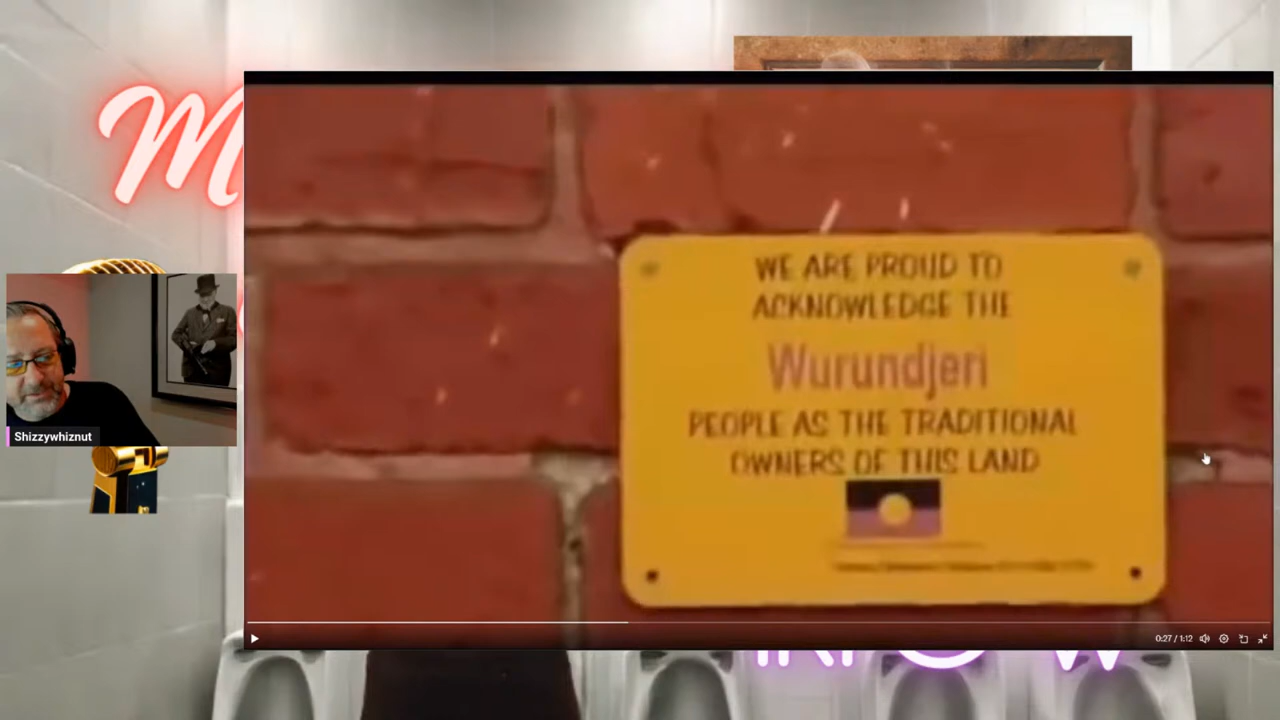 WE ARE PROUD TO
ACKNOWLEDGE THE
Wurundjeri
PEOPLE AS THE TRADITIONAL
OWNERS OF THIS LAND
Shizzywhiznut
0:27 / 1:12